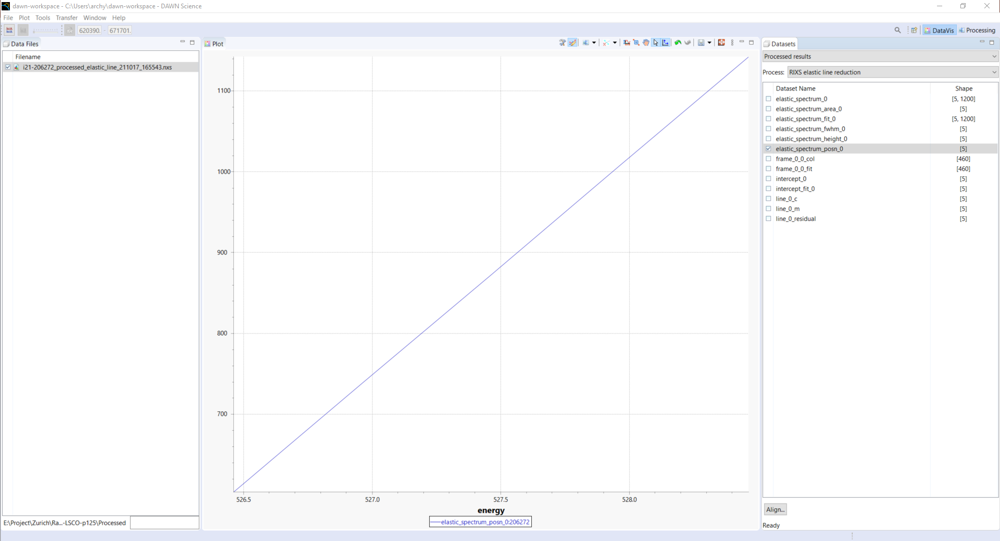 dawn-workspace - C:\Users\archy\dawn-workspace - DAWN Science
File Plot Tools Transfer Window Help
620390. - 671701.
DataVis Processing
Data Files
Filename
i21-206272_processed_elastic_line_211017_165543.nxs
E:\Project\Zurich\Ra...-LSCO-p125\Processed
Plot
1100
1000
900
800
700
526.5 527.0 527.5 528.0
energy
elastic_spectrum_posn_0:206272
Datasets
Processed results
Process: RIXS elastic line reduction
Dataset Name Shape
elastic_spectrum_0 [5, 1200]
elastic_spectrum_area_0 [5]
elastic_spectrum_fit_0 [5, 1200]
elastic_spectrum_fwhm_0 [5]
elastic_spectrum_height_0 [5]
elastic_spectrum_posn_0 [5]
frame_0_0_col [460]
frame_0_0_fit [460]
intercept_0 [5]
intercept_fit_0 [5]
line_0_c [5]
line_0_m [5]
line_0_residual [5]
Align...
Ready